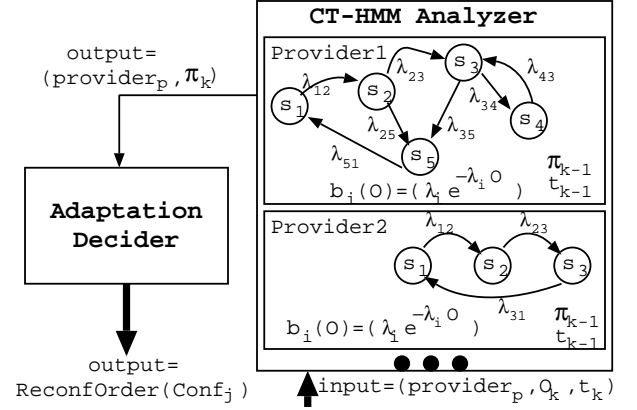 CT-HMM Analyzer
output=
(provider_p, π_k)
Provider1
λ_12
λ_23
λ_43
s_1
s_2
s_3
s_4
λ_34
λ_25
λ_35
λ_51
s_5
π_k-1
t_k-1
b_i(O)=(λ_i e^-λ_i O)
Adaptation
Decider
Provider2
λ_12
λ_23
s_1
s_2
s_3
λ_31
π_k-1
t_k-1
b_i(O)=(λ_i e^-λ_i O)
output=
ReconfOrder(Conf_j)
input=(provider_p, O_k, t_k)